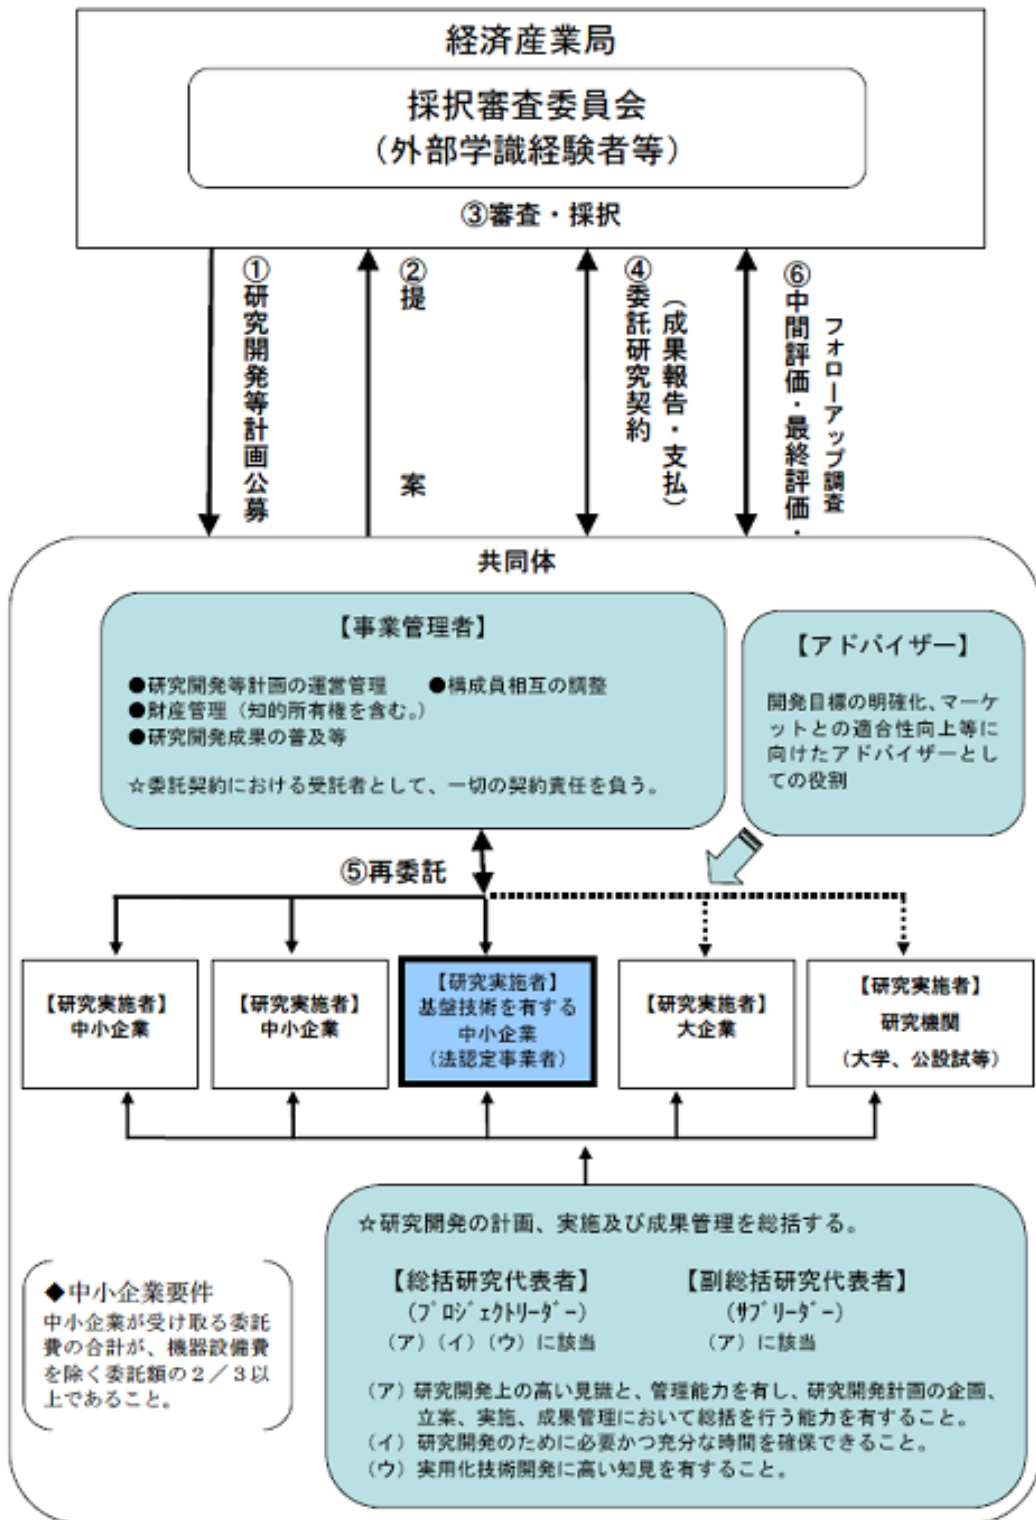 経済産業局
採択審査委員会
（外部学識経験者等）
③審査・採択
①研究開発等計画公募
②提案
④委託研究契約
（成果報告・支払）
⑥中間評価・最終評価・
フォローアップ調査
共同体
【事業管理者】
●研究開発等計画の運営管理　●構成員相互の調整
●財産管理（知的所有権を含む。）
●研究開発成果の普及等
☆委託契約における受託者として、一切の契約責任を負う。
【アドバイザー】
開発目標の明確化、マーケ
ットとの適合性向上等に
向けたアドバイザーとし
ての役割
⑤再委託
【研究実施者】
中小企業
【研究実施者】
中小企業
【研究実施者】
基盤技術を有する
中小企業
（法認定事業者）
【研究実施者】
大企業
【研究実施者】
研究機関
（大学、公設試等）
☆研究開発の計画、実施及び成果管理を総括する。
【総括研究代表者】
（ﾌﾟﾛｼﾞｪｸﾄﾘｰﾀﾞｰ）
（ア）（イ）（ウ）に該当
【副総括研究代表者】
（ｻﾌﾞﾘｰﾀﾞｰ）
（ア）に該当
（ア）研究開発上の高い見識と、管理能力を有し、研究開発計画の企画、
立案、実施、成果管理において総括を行う能力を有すること。
（イ）研究開発のために必要かつ充分な時間を確保できること。
（ウ）実用化技術開発に高い知見を有すること。
◆中小企業要件
中小企業が受け取る委託
費の合計が、機器設備費
を除く委託額の２／３以
上であること。